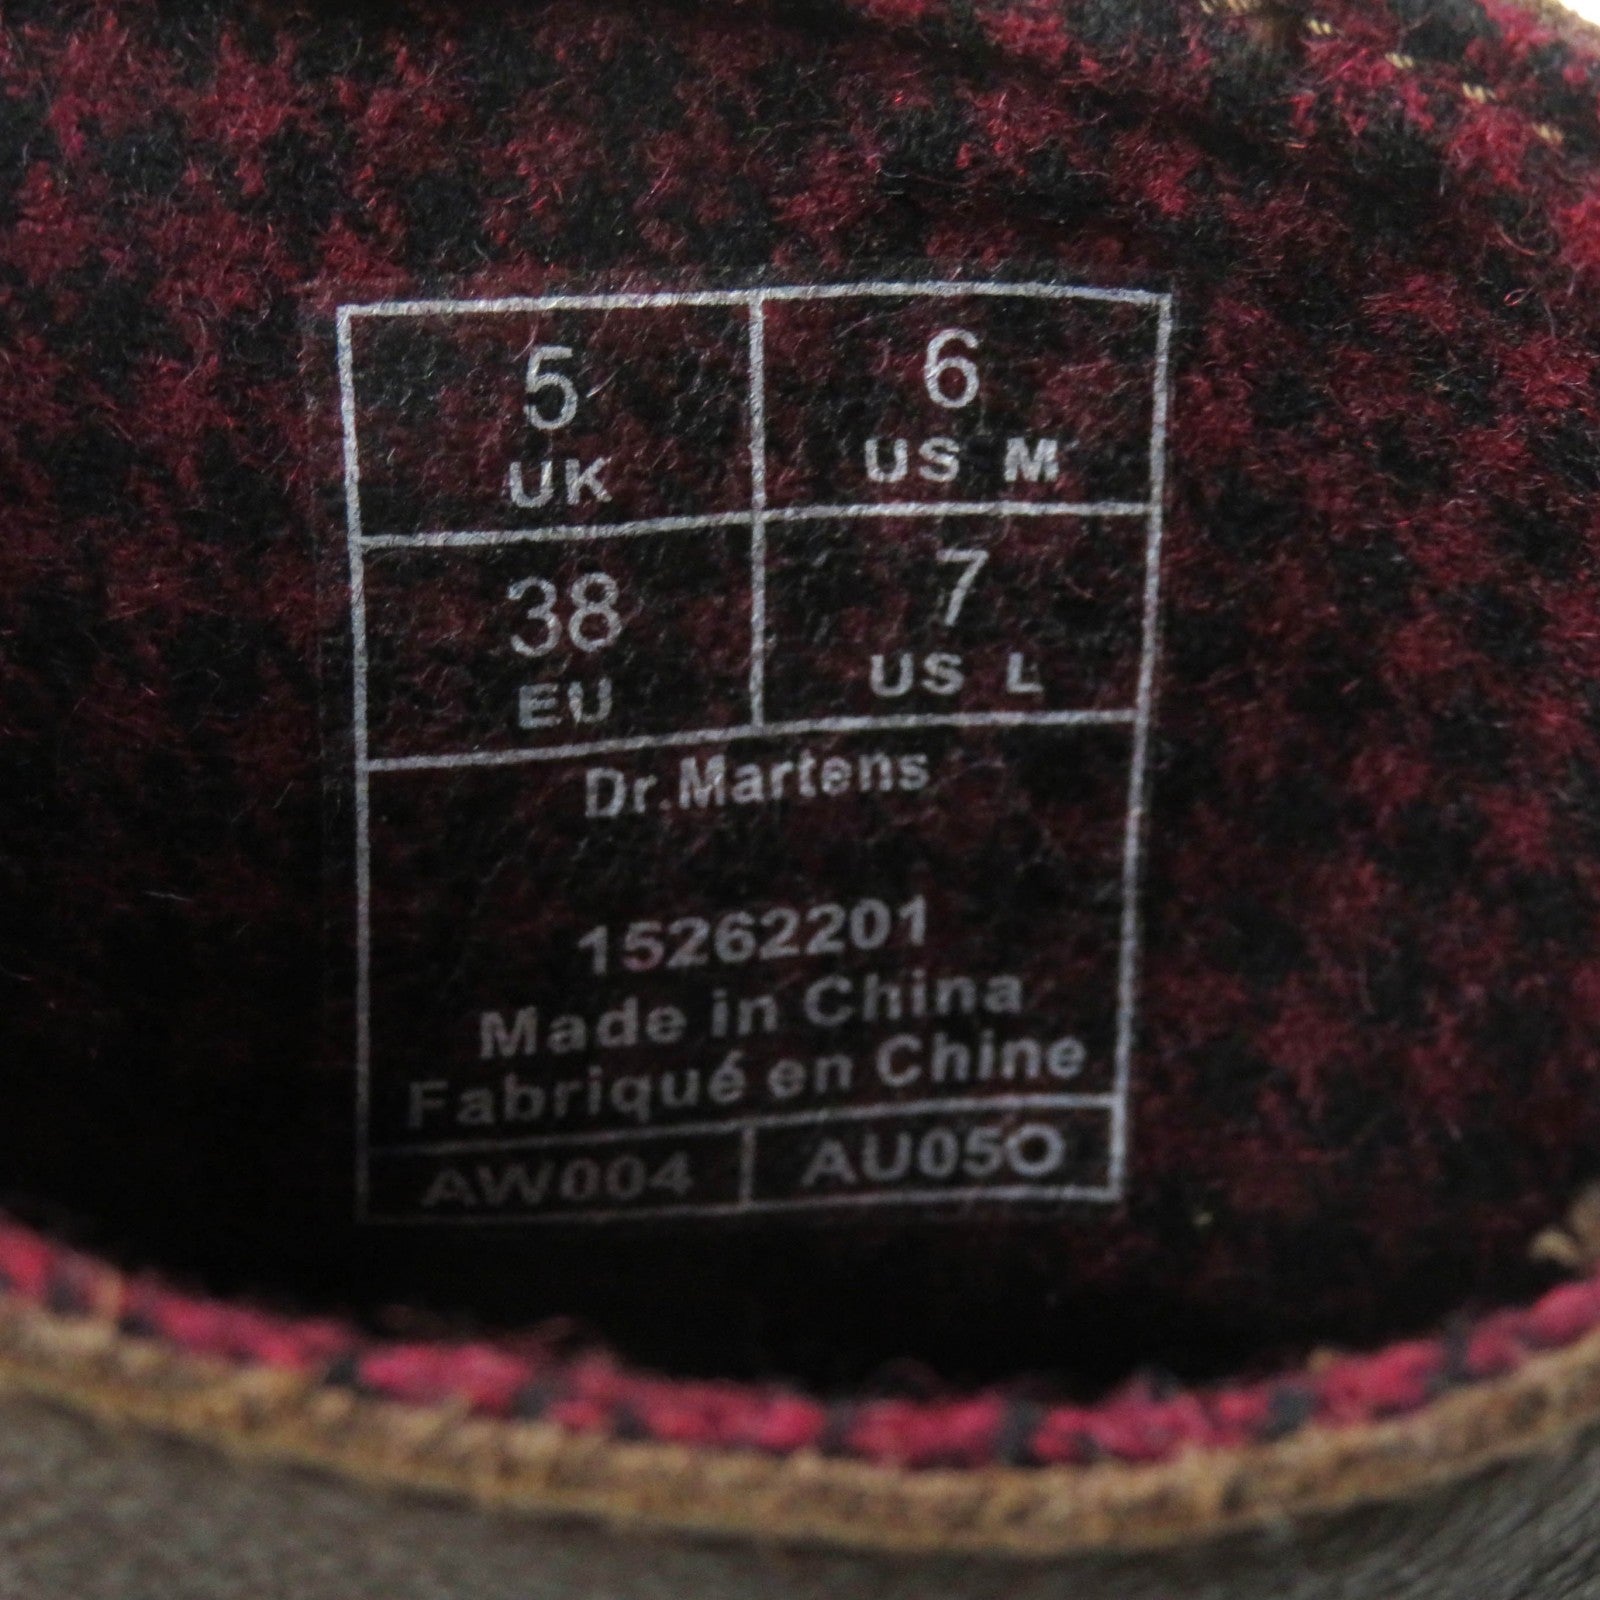 5
UK
6
US M
38
EU
7
US L
Dr.Martens
15262201
Made in China
Fabriqué en Chine
AW004
AU05O